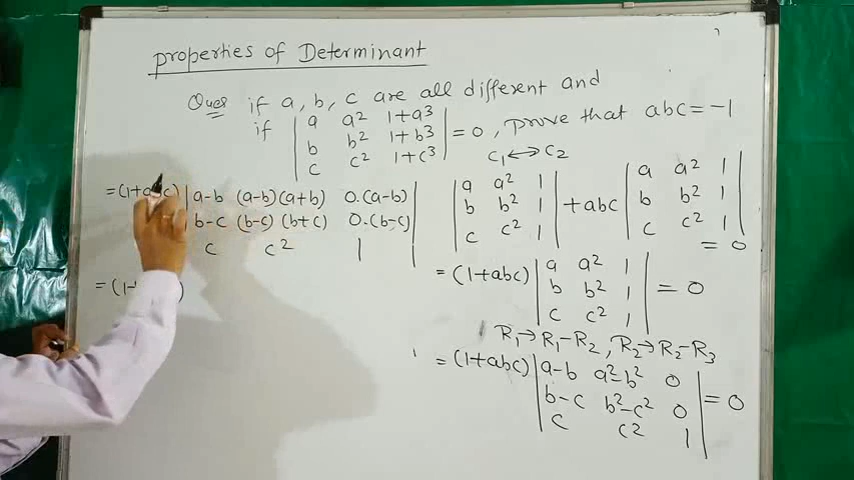 properties of Determinant
Ques if a, b, c are all different and
if | a a² 1+a³ |
| b b² 1+b³ | = 0, prove that abc = -1
| c c² 1+c³ |
C₁ ↔ C₂
| a a² 1 | + abc | a a² 1 |
| b b² 1 | | b b² 1 |
| c c² 1 | | c c² 1 | = 0
= (1+abc) | a a² 1 |
| b b² 1 | = 0
| c c² 1 |
R₁ → R₁-R₂, R₂ → R₂-R₃
= (1+abc) | a-b a²-b² 0 |
| b-c b²-c² 0 | = 0
| c c² 1 |
| a-b (a-b)(a+b) 0.(a-b) |
| b-c (b-c)(b+c) 0.(b-c) |
c c² 1 |
= (1+